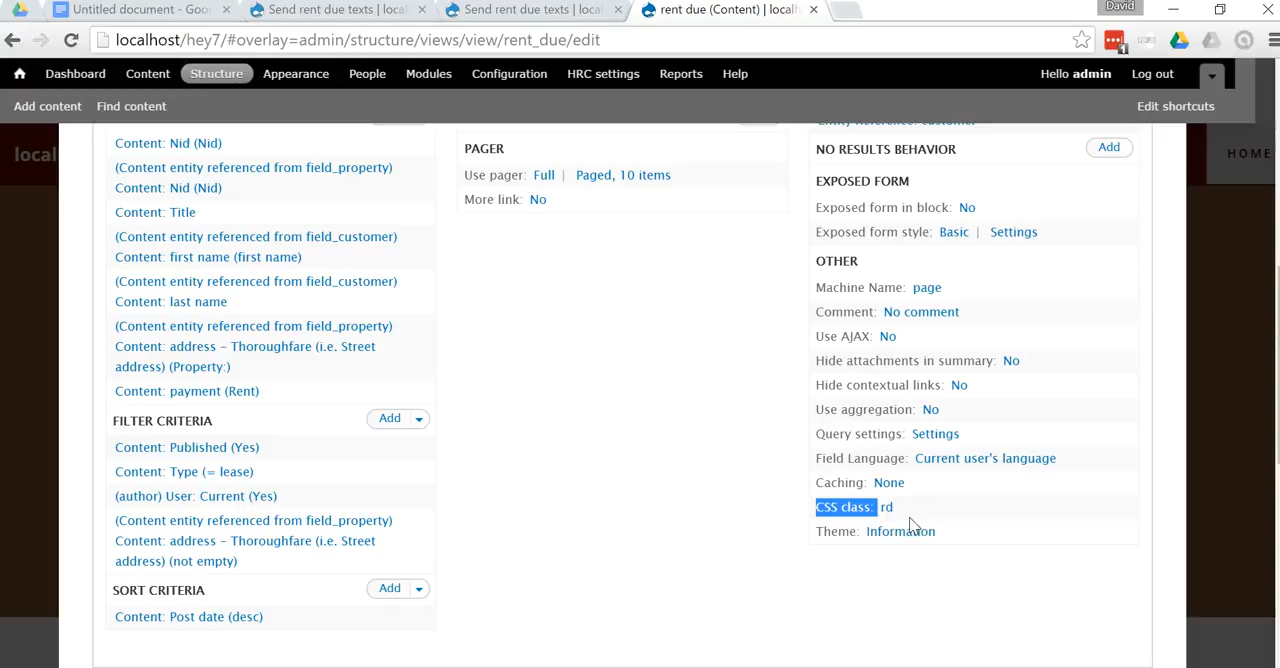 Untitled document - Goo
Send rent due texts | local
Send rent due texts | local
rent due (Content) | localh
David
localhost/hey7/#overlay=admin/structure/views/view/rent_due/edit
1
Dashboard
Content
Structure
Appearance
People
Modules
Configuration
HRC settings
Reports
Help
Hello admin
Log out
Add content
Find content
Edit shortcuts
local
HOME
Content: Nid (Nid)
(Content entity referenced from field_property)
Content: Nid (Nid)
Content: Title
(Content entity referenced from field_customer)
Content: first name (first name)
(Content entity referenced from field_customer)
Content: last name
(Content entity referenced from field_property)
Content: address - Thoroughfare (i.e. Street
address) (Property:)
Content: payment (Rent)
FILTER CRITERIA
Add
Content: Published (Yes)
Content: Type (= lease)
(author) User: Current (Yes)
(Content entity referenced from field_property)
Content: address - Thoroughfare (i.e. Street
address) (not empty)
SORT CRITERIA
Add
Content: Post date (desc)
PAGER
Use pager: Full | Paged, 10 items
More link: No
Entity Reference: customer
NO RESULTS BEHAVIOR
Add
EXPOSED FORM
Exposed form in block: No
Exposed form style: Basic | Settings
OTHER
Machine Name: page
Comment: No comment
Use AJAX: No
Hide attachments in summary: No
Hide contextual links: No
Use aggregation: No
Query settings: Settings
Field Language: Current user's language
Caching: None
CSS class: rd
Theme: Information